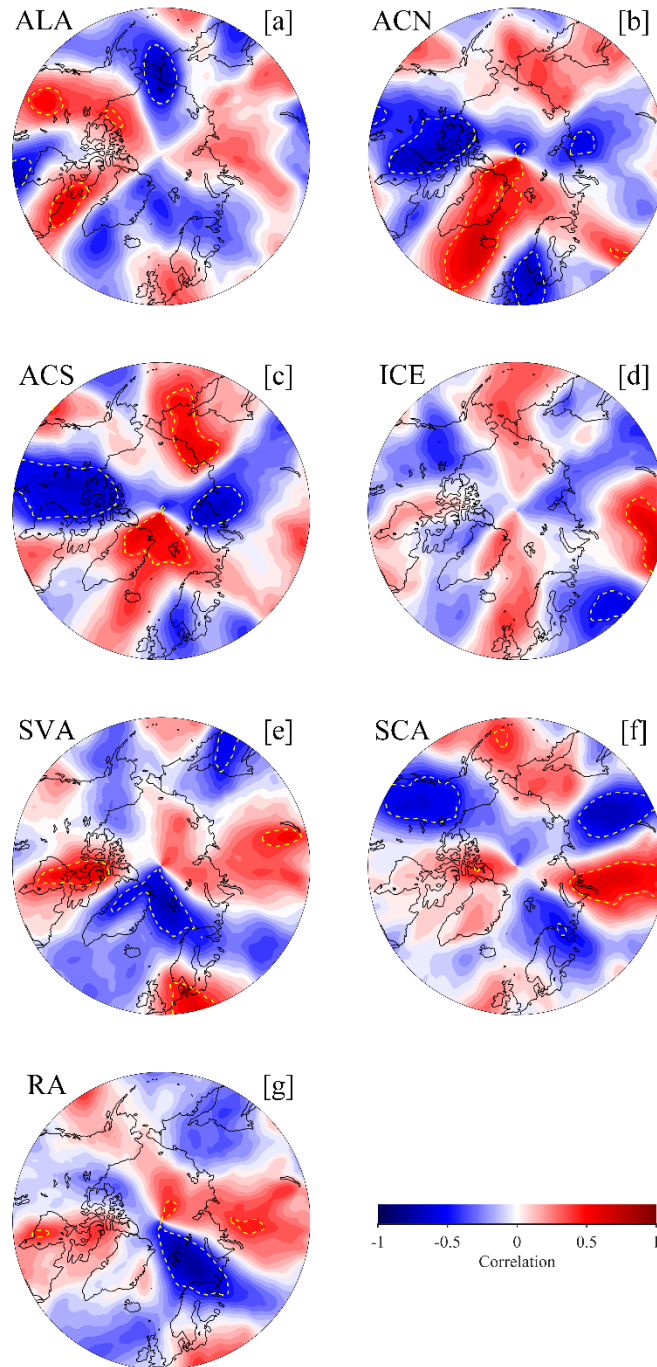 ALA [a]
ACN [b]
ACS [c]
ICE [d]
SVA [e]
SCA [f]
RA [g]
-1 -0.5 0 0.5 1
Correlation